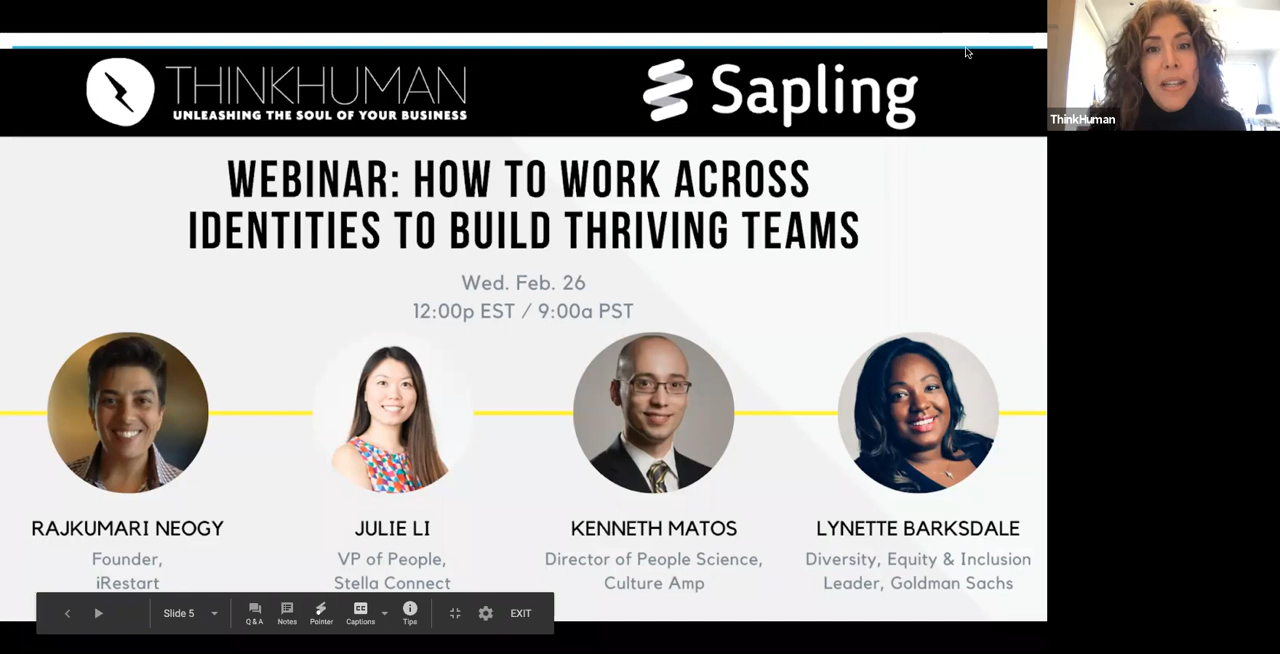 THINKHUMAN
UNLEASHING THE SOUL OF YOUR BUSINESS
Sapling
ThinkHuman
WEBINAR: HOW TO WORK ACROSS
IDENTITIES TO BUILD THRIVING TEAMS
Wed. Feb. 26
12:00p EST / 9:00a PST
RAJKUMARI NEOGY
Founder,
iRestart
JULIE LI
VP of People,
Stella Connect
KENNETH MATOS
Director of People Science,
Culture Amp
LYNETTE BARKSDALE
Diversity, Equity & Inclusion
Leader, Goldman Sachs
Slide 5
Q & A
Notes
Pointer
CC
Captions
Tips
EXIT